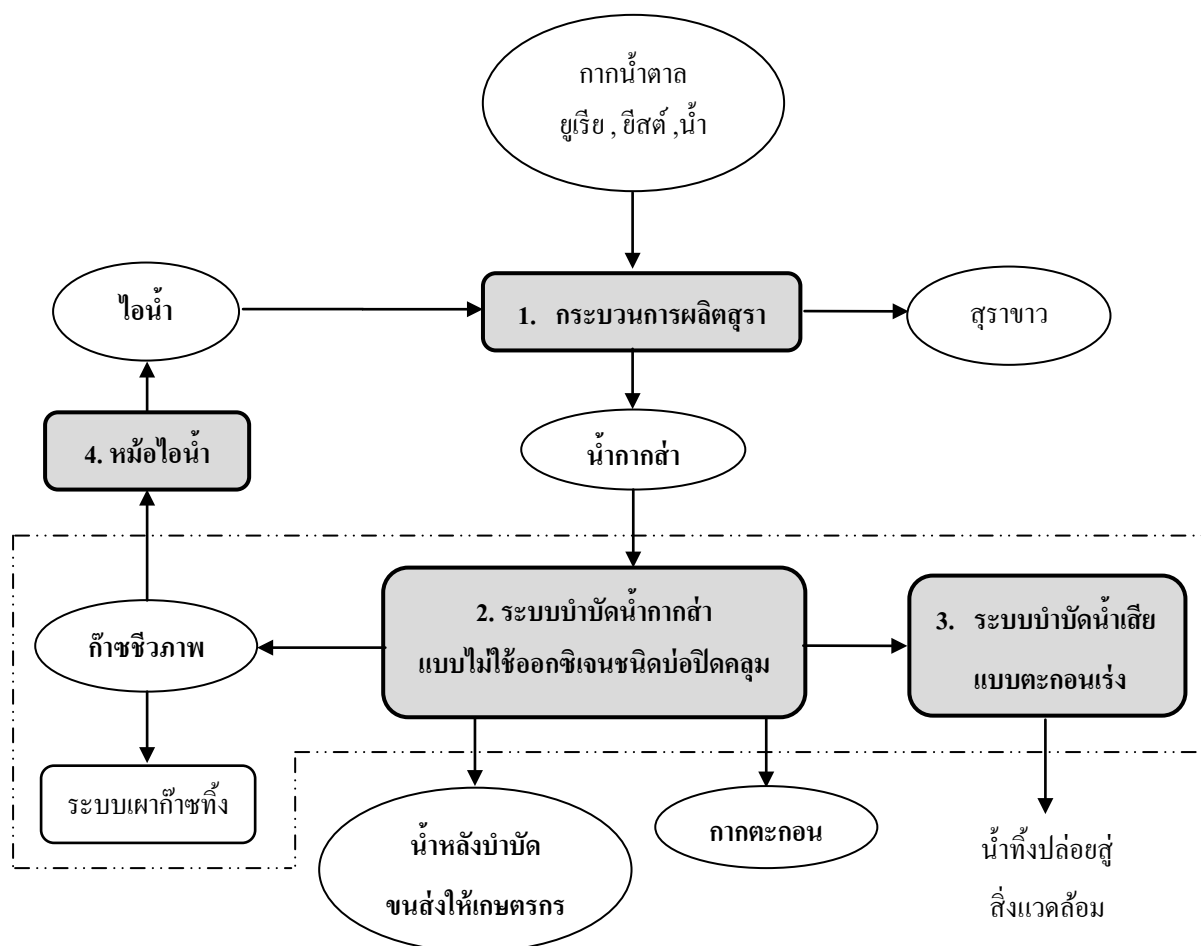 กากน้ำตาล
ยูเรีย , ยีสต์ ,น้ำ
ไอน้ำ
1. กระบวนการผลิตสุรา
สุราขาว
4. หม้อไอน้ำ
น้ำกากส่า
ก๊าซชีวภาพ
2. ระบบบำบัดน้ำกากส่า
แบบไม่ใช้ออกซิเจนชนิดบ่อปิดคลุม
3. ระบบบำบัดน้ำเสีย
แบบตะกอนเร่ง
ระบบเผาก๊าซทิ้ง
น้ำหลังบำบัด
ขนส่งให้เกษตรกร
กากตะกอน
น้ำทิ้งปล่อยสู่
สิ่งแวดล้อม